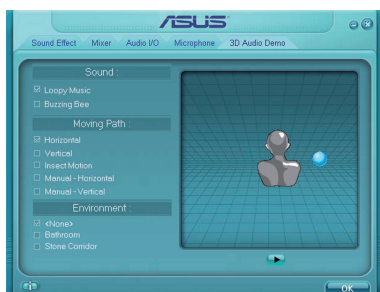 ASUS
Sound Effect Mixer Audio I/O Microphone 3D Audio Demo
Sound :
Loopy Music
Buzzing Bee
Moving Path :
Horizontal
Vertical
Insect Motion
Manual - Horizontal
Manual - Vertical
Environment :
<None>
Bathroom
Stone Corridor
i
OK